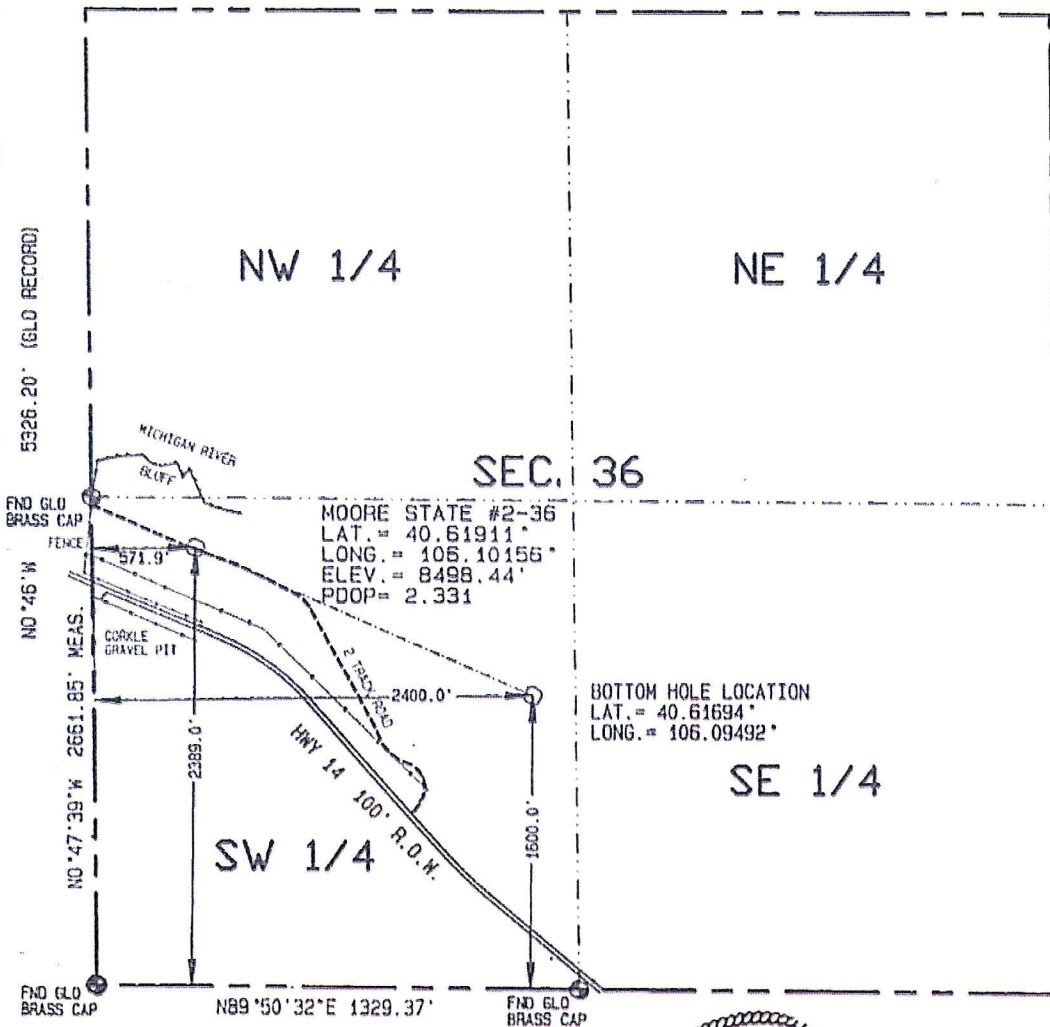 NW 1/4
NE 1/4
5326.20' (GLO RECORD)
MICHIGAN RIVER
BLUFF
SEC. 36
FND GLO
BRASS CAP
MOORE STATE #2-36
LAT.= 40.61911°
LONG.= 106.10156°
ELEV.= 8498.44'
PDOP= 2.331
FENCE
571.9'
N0°46'W
CORKLE
GRAVEL PIT
2 TRACK ROAD
2400.0'
BOTTOM HOLE LOCATION
LAT.= 40.61694°
LONG.= 106.09492°
2661.85' MEAS.
2389.0'
HWY 14 100' R.O.W.
SE 1/4
1600.0'
N0°47'39"W
SW 1/4
FND GLO
BRASS CAP
N89°50'32"E 1329.37'
FND GLO
BRASS CAP